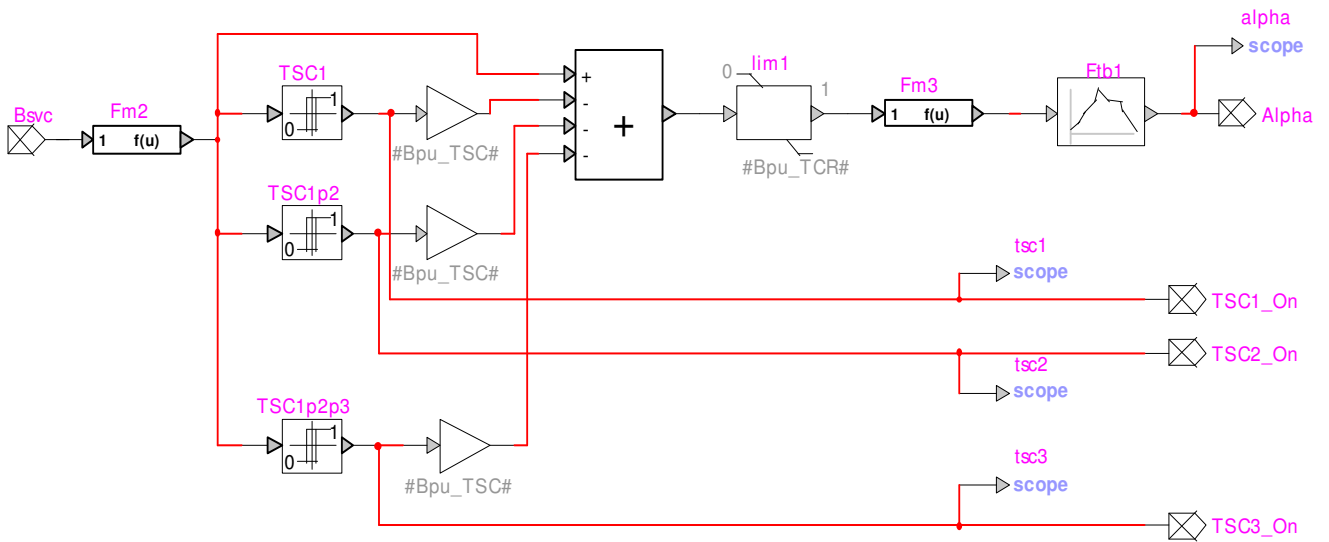 alpha
scope
TSC1
lim1
Ftb1
0
1
Fm3
Bsvc
Fm2
1
0
+
-
-
-
+
1 f(u)
Alpha
1 f(u)
#Bpu_TSC#
#Bpu_TCR#
TSC1p2
1
0
#Bpu_TSC#
tsc1
scope
TSC1_On
TSC2_On
tsc2
scope
TSC1p2p3
1
0
#Bpu_TSC#
tsc3
scope
TSC3_On